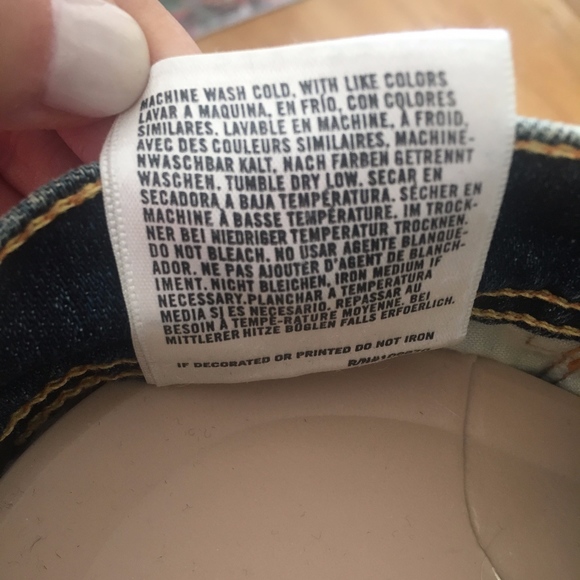 MACHINE WASH COLD, WITH LIKE COLORS
LAVAR A MAQUINA, EN FRÍO, CON COLORES
SIMILARES, LAVABLE EN MACHINE, À FROID,
AVEC DES COULEURS SIMILAIRES, MACHINE-
NWASCHBAR KALT, NACH FARBEN GETRENNT
WASCHEN. TUMBLE DRY LOW. SECAR EN
SECADORA A BAJA TEMPERATURA. SÉCHER EN
MACHINE À BASSE TEMPÉRATURE. IM TROCK-
NER BEI NIEDRIGER TEMPERATUR TROCKNEN.
DO NOT BLEACH. NO USAR AGENTE BLANQUE-
ADOR. NE PAS AJOUTER D'AGENT DE BLANCH-
IMENT. NICHT BLEICHEN, IRON MEDIUM IF
NECESSARY.PLANCHAR A TEMPERATURA
MEDIA SI ES NECESARIO. REPASSAR AU
BESOIN À TEMPE-RATURE MOYENNE. BEI
MITTLERER HITZE BÖGLEN FALLS ERFDERLICH.
IF DECORATED OR PRINTED DO NOT IRON